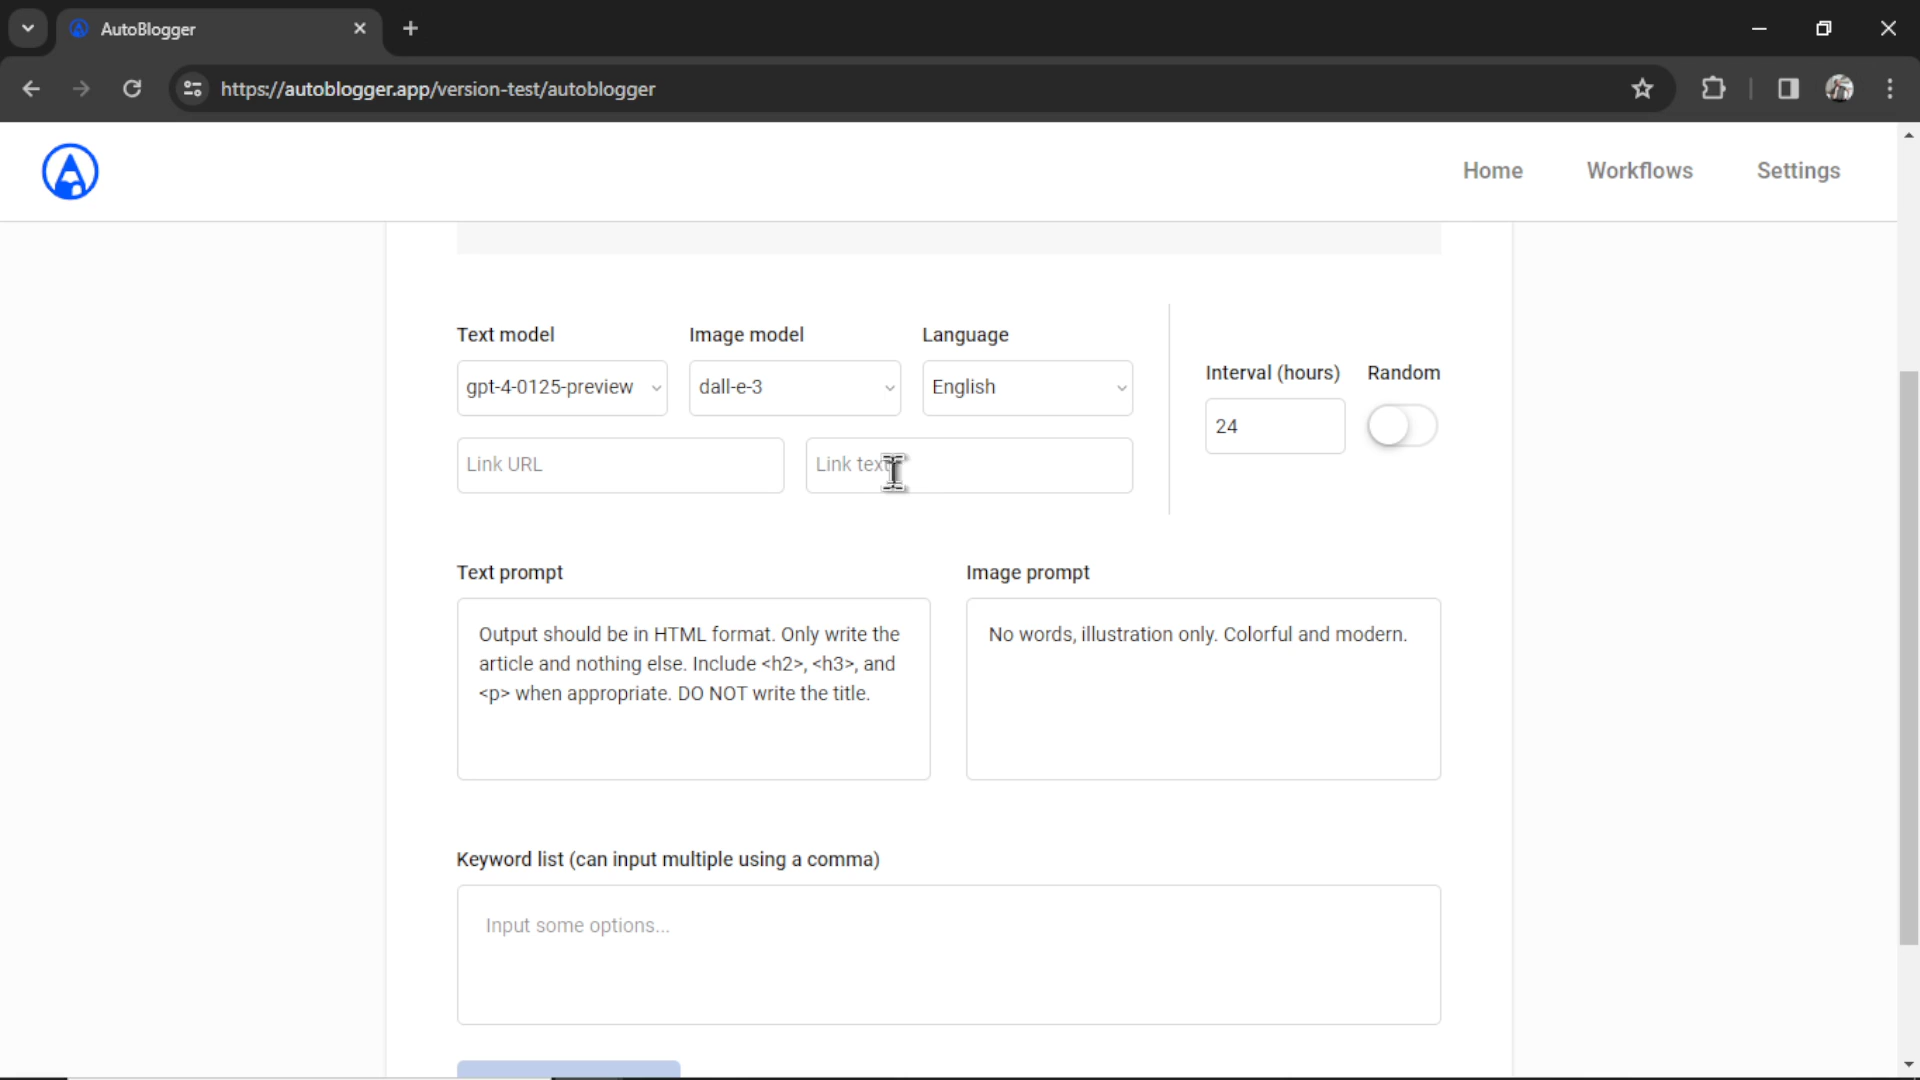 AutoBlogger
https://autoblogger.app/version-test/autoblogger
Home Workflows Settings
Text model Image model Language
Interval (hours) Random
gpt-4-0125-preview dall-e-3 English
24
Link URL Link text
Text prompt Image prompt
Output should be in HTML format. Only write the
article and nothing else. Include <h2>, <h3>, and
<p> when appropriate. DO NOT write the title.
No words, illustration only. Colorful and modern.
Keyword list (can input multiple using a comma)
Input some options...